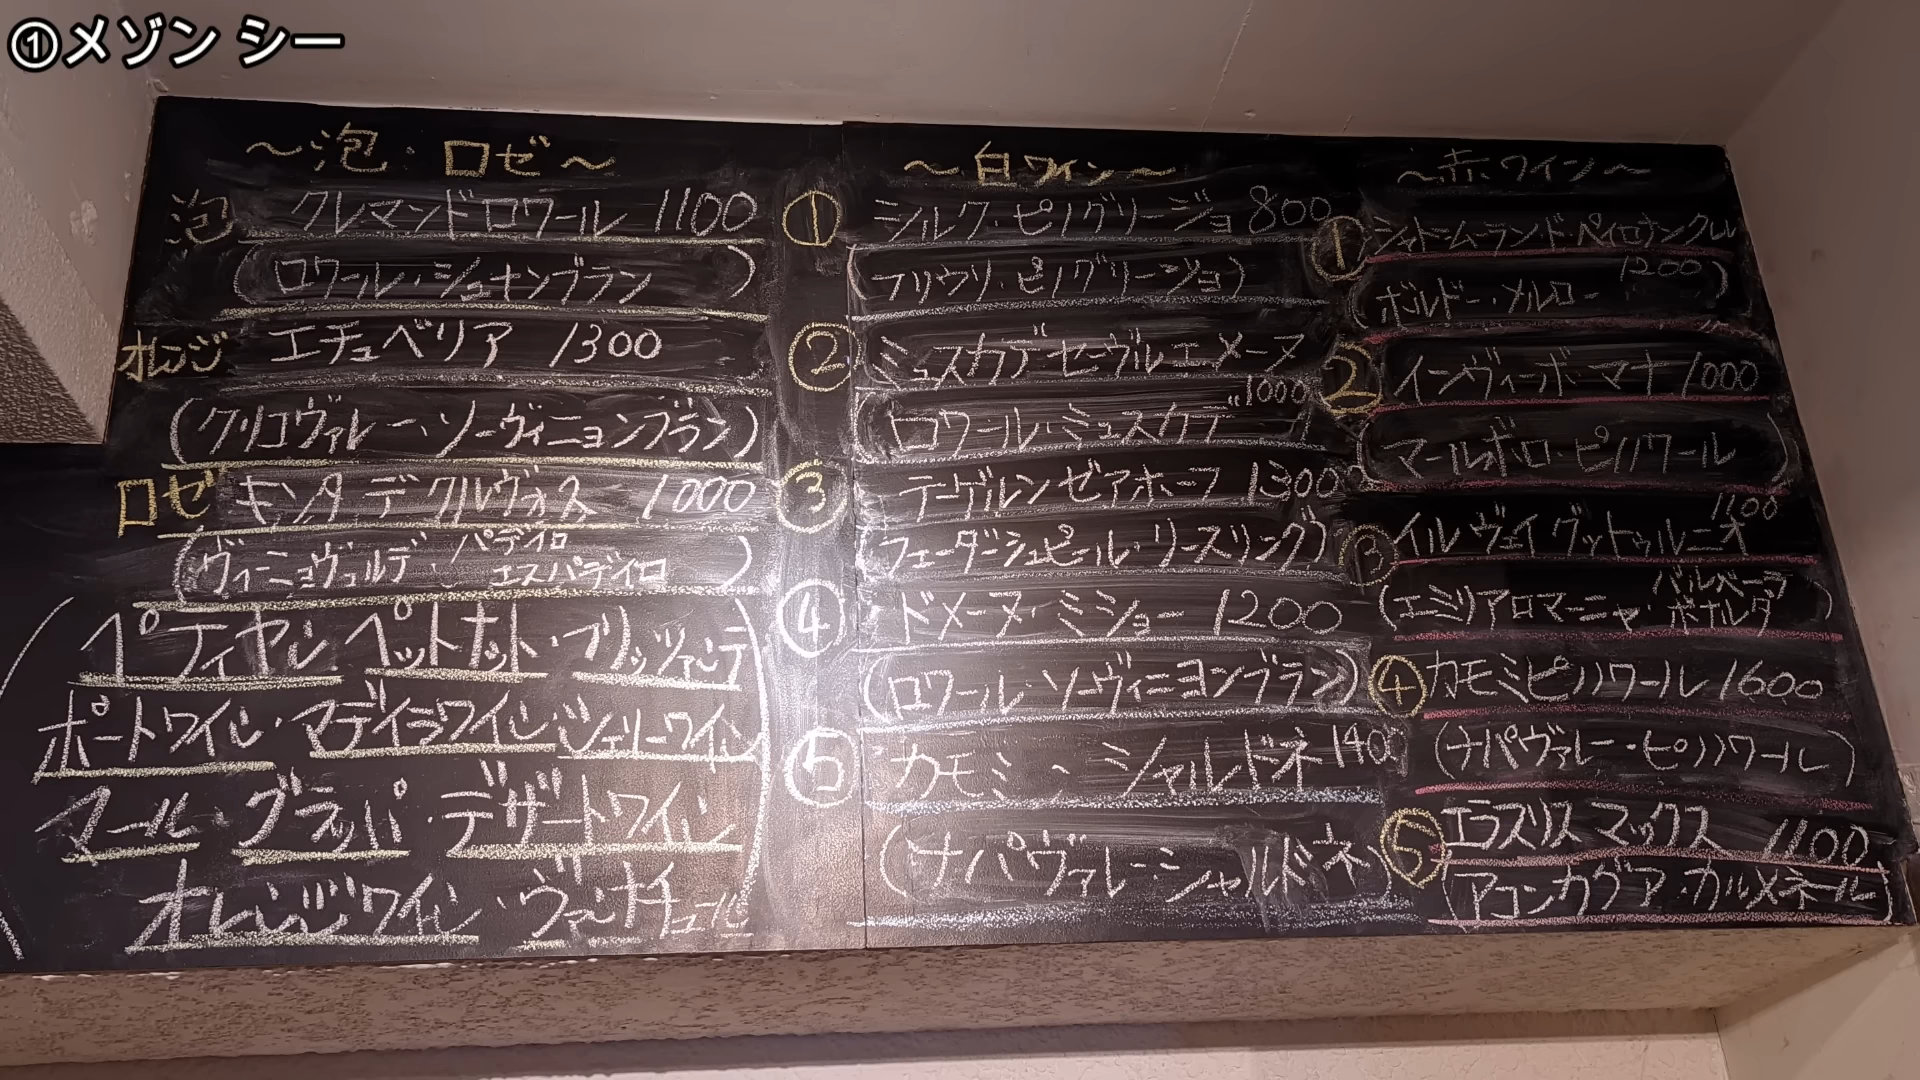 ①メゾン シー
～泡・ロゼ～
泡 クレマンドロワール 1100
(ロワール・シュナンブラン)
オレンジ エチェベリア 1300
(クリコヴァレー・ソーヴィニョンブラン)
ロゼ モンタデ クルヴォス 1000
(ヴィーニョヴェルデ・パデイロ
エスパデイロ)
(ペティヤン ペットナット・フリッツァンテ
ポートワイン・マデイラワイン・シェリーワイン
マール・グラッパ・デザートワイン
オレンジワイン・ヴァンナチュール)
～白ワイン～
① シルク・ピノグリージョ 800
(フリウリ・ピノグリージョ)
② ミュスカデセーヴルエメーヌ
1000
(ロワール・ミュスカデ)
③ テーゲルンゼアホーフ 1300
(フェーダーシュピール・リースリング)
④ ドメーヌ・ミショー 1200
(ロワール・ソーヴィニヨンブラン)
⑤ カモミ シャルドネ 140
(ナパヴァレー・シャルドネ)
～赤ワイン～
① シャトームーランド・ペイロナンクルル
1200
(ボルドー・メルロー)
② インヴィーボ マナ 1000
(マールボロ・ピノノワール)
1100
③ イルヴェイ グットゥルニオ
(エミリアロマーニャ・バルベーラ
ボナルダ)
④ カモミピノノワール 1600
(ナパヴァレー・ピノノワール)
⑤ エラスリス マックス 1100
(アコンカグア・カルメネール)